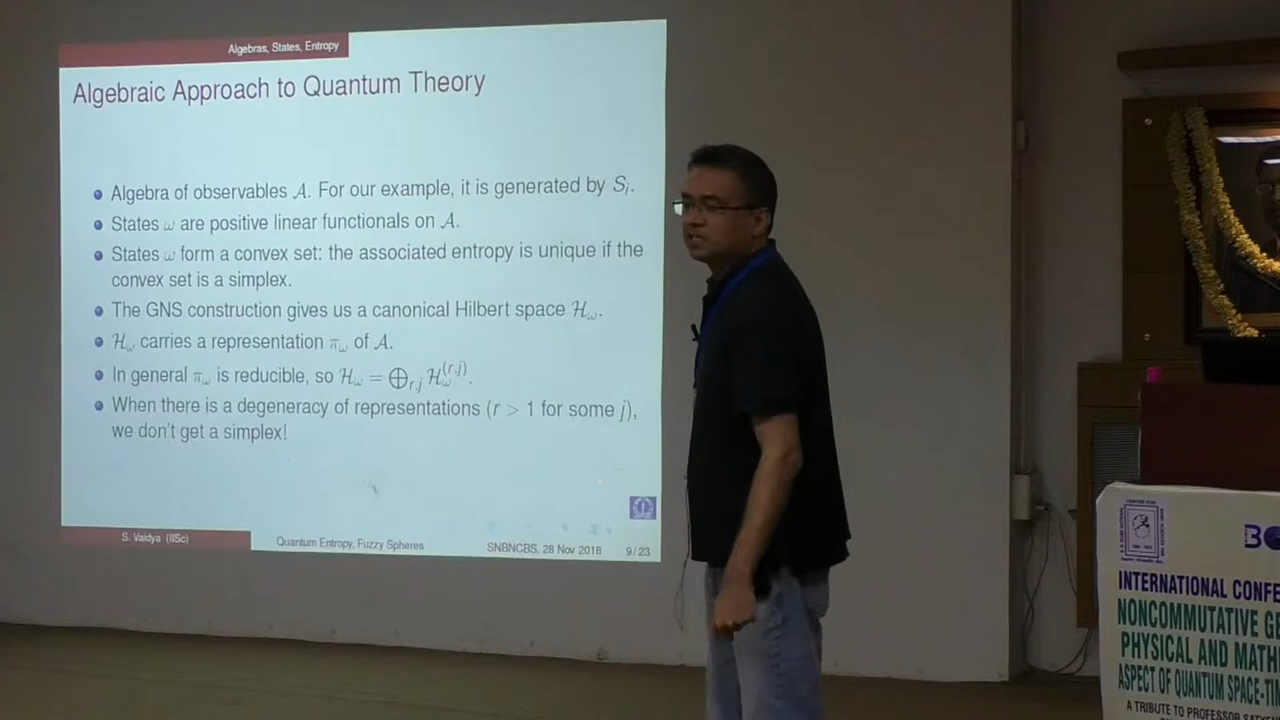 Algebras, States, Entropy
Algebraic Approach to Quantum Theory
Algebra of observables 𝒜. For our example, it is generated by Sᵢ.
States ω are positive linear functionals on 𝒜.
States ω form a convex set: the associated entropy is unique if the
convex set is a simplex.
The GNS construction gives us a canonical Hilbert space ℋ_ω.
ℋ_ω carries a representation π_ω of 𝒜.
In general π_ω is reducible, so ℋ_ω = ⊕_{r,j} ℋ_ω^{(r,j)}.
When there is a degeneracy of representations (r > 1 for some j),
we don't get a simplex!
S. Vaidya (IISc)
Quantum Entropy, Fuzzy Spheres
SNBNCBS, 28 Nov 2018
9/23
INTERNATIONAL
NONCOMMUTATIVE
PHYSICAL AND
ASPECT OF QUANTUM
A TRIBUTE TO PROFESSOR